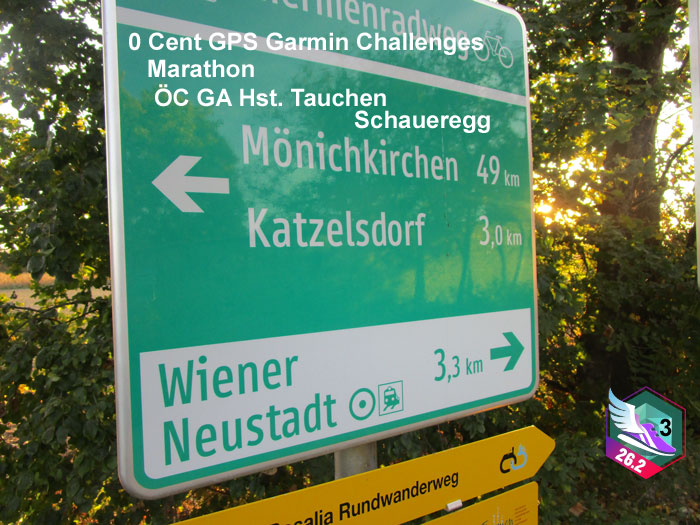 0 Cent GPS Garmin Challenges
Marathon
ÖC GA Hst. Tauchen
Schaueregg
Mönichkirchen 49 km
Katzelsdorf 3,0 km
Wiener
Neustadt 3,3 km
Rundwanderweg
3
26.2